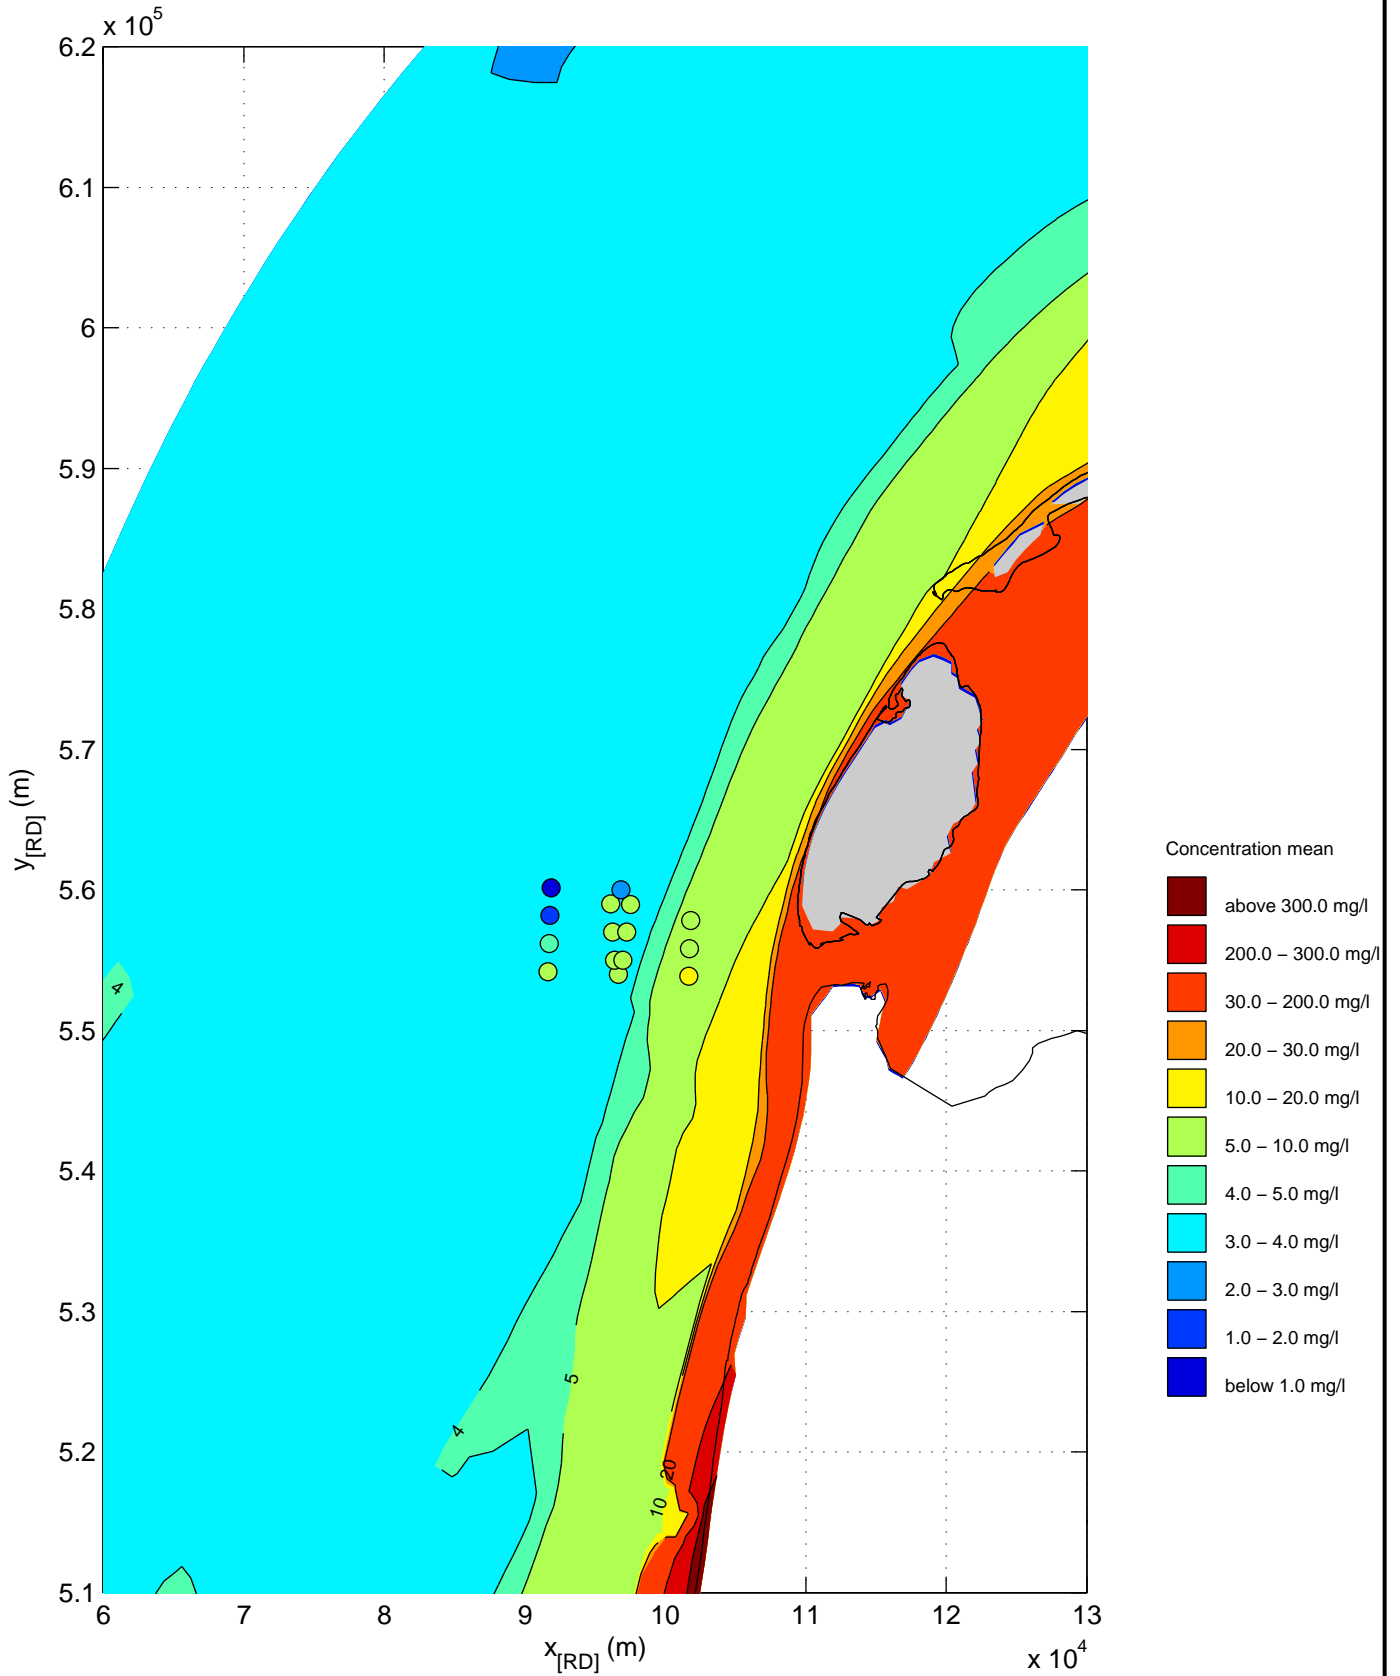 x 10^5
6.2
6.1
6
5.9
5.8
5.7
5.6
5.5
5.4
5.3
5.2
5.1
y[RD] (m)
4
4
5
20
10
6 7 8 9 10 11 12 13
x[RD] (m)
x 10^4
Concentration mean
above 300.0 mg/l
200.0 – 300.0 mg/l
30.0 – 200.0 mg/l
20.0 – 30.0 mg/l
10.0 – 20.0 mg/l
5.0 – 10.0 mg/l
4.0 – 5.0 mg/l
3.0 – 4.0 mg/l
2.0 – 3.0 mg/l
1.0 – 2.0 mg/l
below 1.0 mg/l